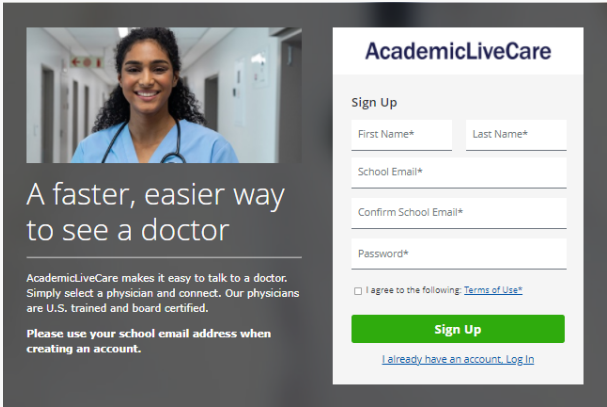 A faster, easier way
to see a doctor
AcademicLiveCare makes it easy to talk to a doctor.
Simply select a physician and connect. Our physicians
are U.S. trained and board certified.
Please use your school email address when
creating an account.
AcademicLiveCare
Sign Up
First Name*
Last Name*
School Email*
Confirm School Email*
Password*
I agree to the following: Terms of Use*
Sign Up
I already have an account, Log In